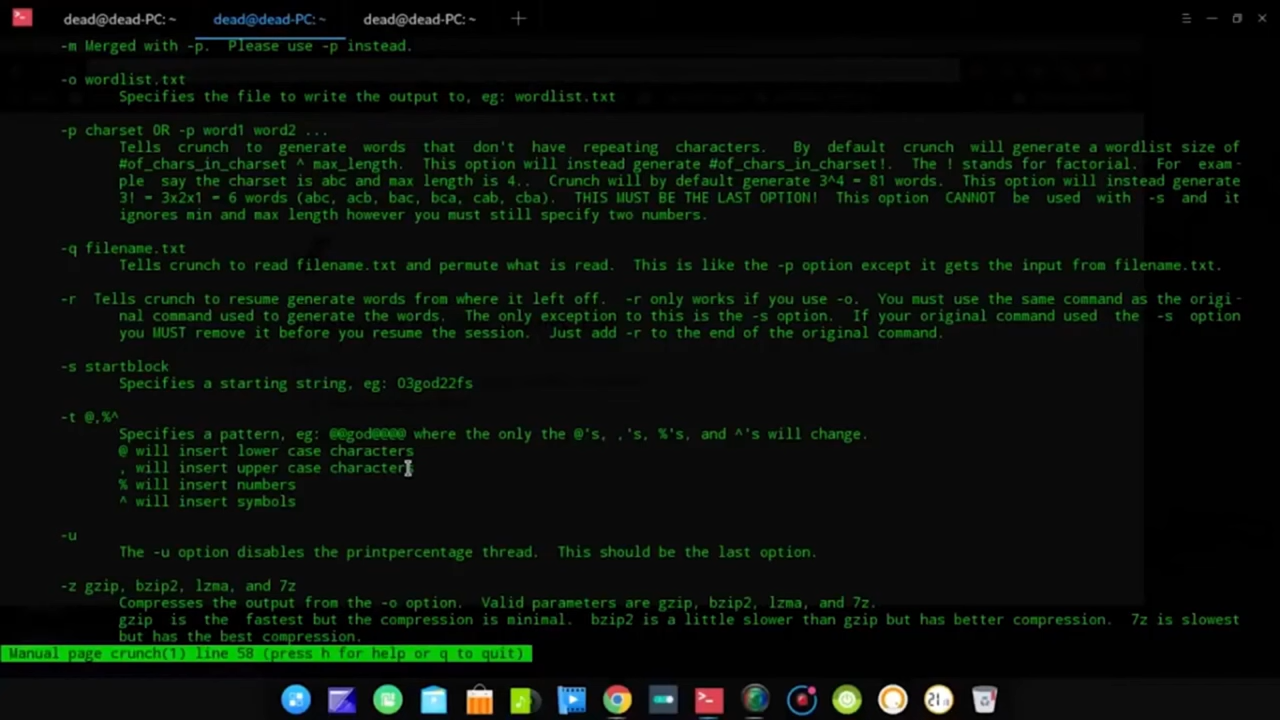 dead@dead-PC: ~
dead@dead-PC: ~
dead@dead-PC: ~
-m Merged with -p.  Please use -p instead.
-o wordlist.txt
Specifies the file to write the output to, eg: wordlist.txt
-p charset OR -p word1 word2 ...
Tells crunch to generate words that don't have repeating characters. By default crunch will generate a wordlist size of
#of_chars_in_charset ^ max_length. This option will instead generate #of_chars_in_charset!. The ! stands for factorial. For exam-
ple say the charset is abc and max length is 4.. Crunch will by default generate 3^4 = 81 words. This option will instead generate
3! = 3x2x1 = 6 words (abc, acb, bac, bca, cab, cba). THIS MUST BE THE LAST OPTION! This option CANNOT be used with -s and it
ignores min and max length however you must still specify two numbers.
-q filename.txt
Tells crunch to read filename.txt and permute what is read. This is like the -p option except it gets the input from filename.txt.
-r Tells crunch to resume generate words from where it left off. -r only works if you use -o. You must use the same command as the origi-
nal command used to generate the words. The only exception to this is the -s option. If your original command used the -s option
you MUST remove it before you resume the session. Just add -r to the end of the original command.
-s startblock
Specifies a starting string, eg: 03god22fs
-t @,%^
Specifies a pattern, eg: @@god@@@@ where the only the @'s, ,'s, %'s, and ^'s will change.
@ will insert lower case characters
, will insert upper case characters
% will insert numbers
^ will insert symbols
-u
The -u option disables the printpercentage thread. This should be the last option.
-z gzip, bzip2, lzma, and 7z
Compresses the output from the -o option. Valid parameters are gzip, bzip2, lzma, and 7z.
gzip is the fastest but the compression is minimal. bzip2 is a little slower than gzip but has better compression. 7z is slowest
but has the best compression.
Manual page crunch(1) line 58 (press h for help or q to quit)